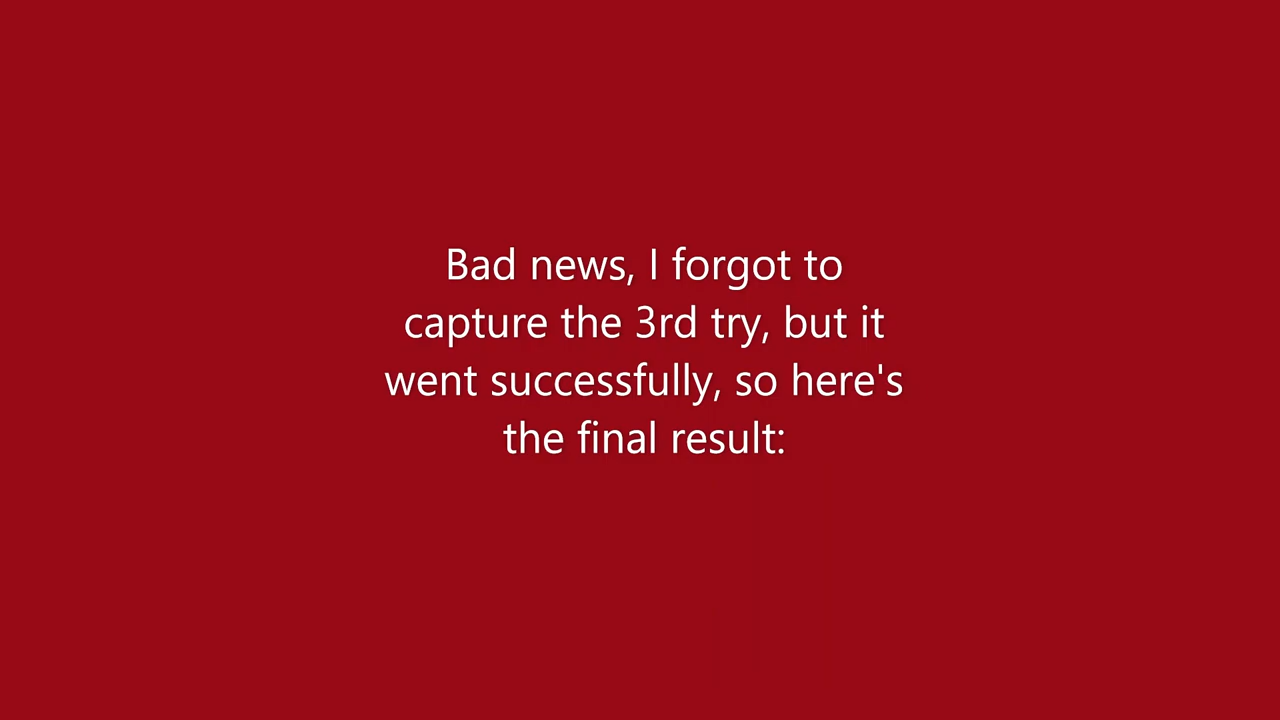 Bad news, I forgot to
capture the 3rd try, but it
went successfully, so here's
the final result: